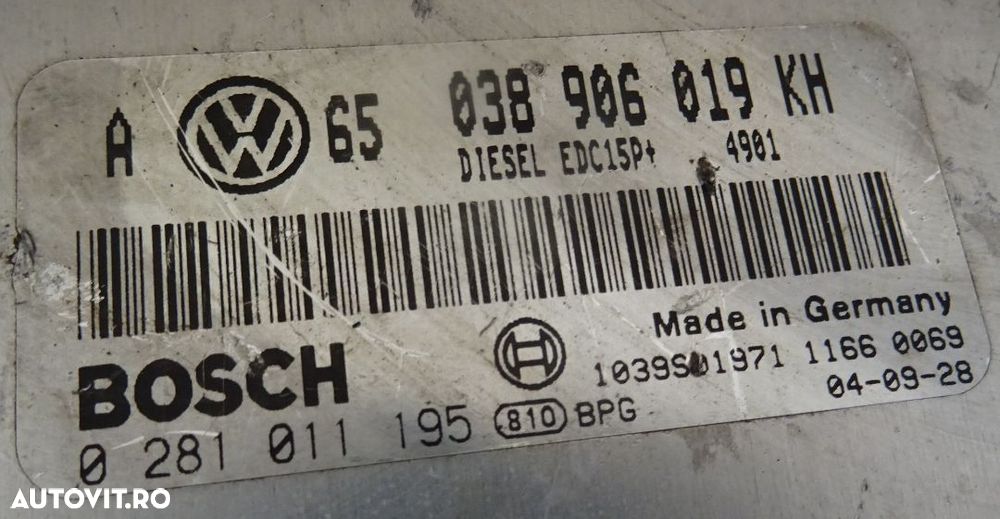 A VW 65 038 906 019 KH
DIESEL EDC15P+ 4901
Made in Germany
BOSCH
1039S01971 1166 0069
04-09-28
0 281 011 195 810 BPG
AUTOVIT.RO